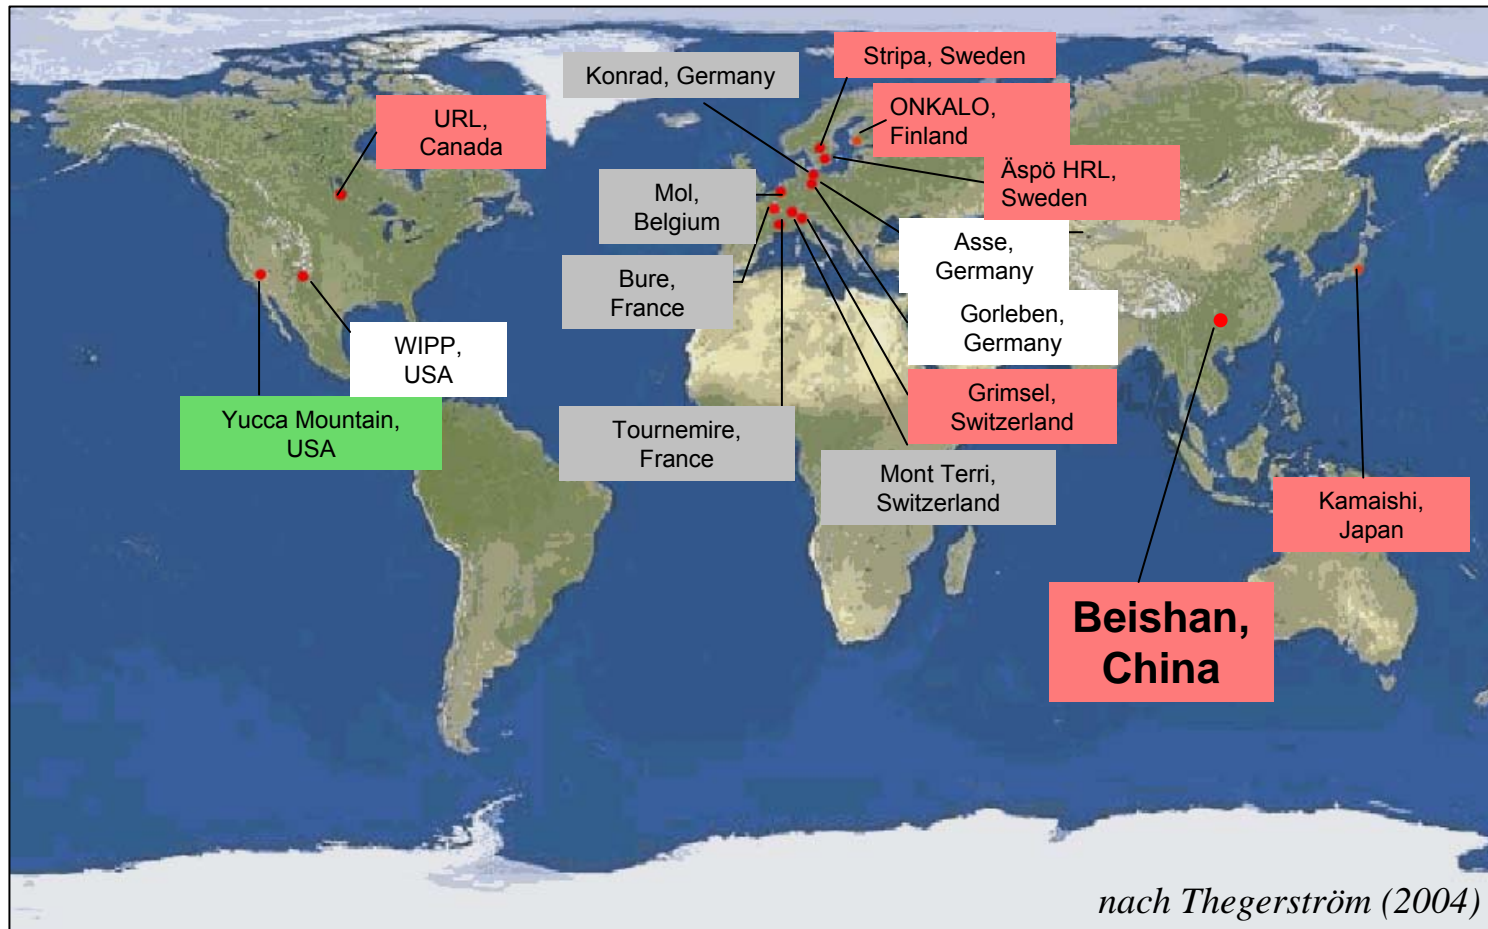 Stripa, Sweden
Konrad, Germany
ONKALO,
Finland
URL,
Canada
Äspö HRL,
Sweden
Mol,
Belgium
Asse,
Germany
Bure,
France
Gorleben,
Germany
WIPP,
USA
Grimsel,
Switzerland
Yucca Mountain,
USA
Tournemire,
France
Mont Terri,
Switzerland
Kamaishi,
Japan
Beishan,
China
nach Thegerström (2004)